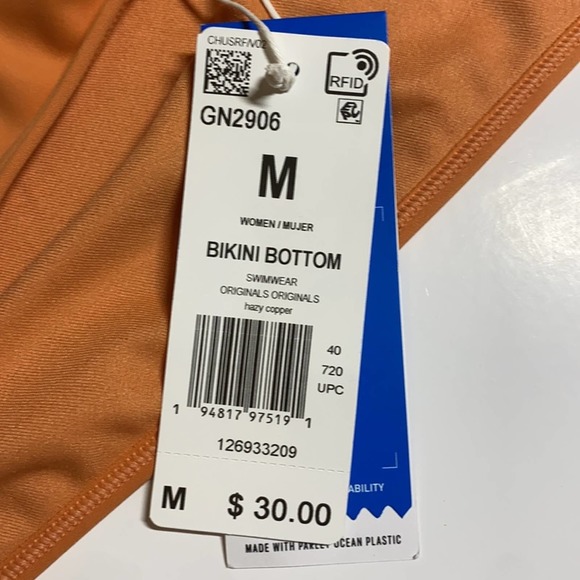 CHUSRF/V02
RFID
GN2906
M
WOMEN / MUJER
BIKINI BOTTOM
SWIMWEAR
ORIGINALS ORIGINALS
hazy copper
40
720
UPC
1 94817 97519 1
126933209
M $ 30.00
ABILITY
MADE WITH PARLEY OCEAN PLASTIC